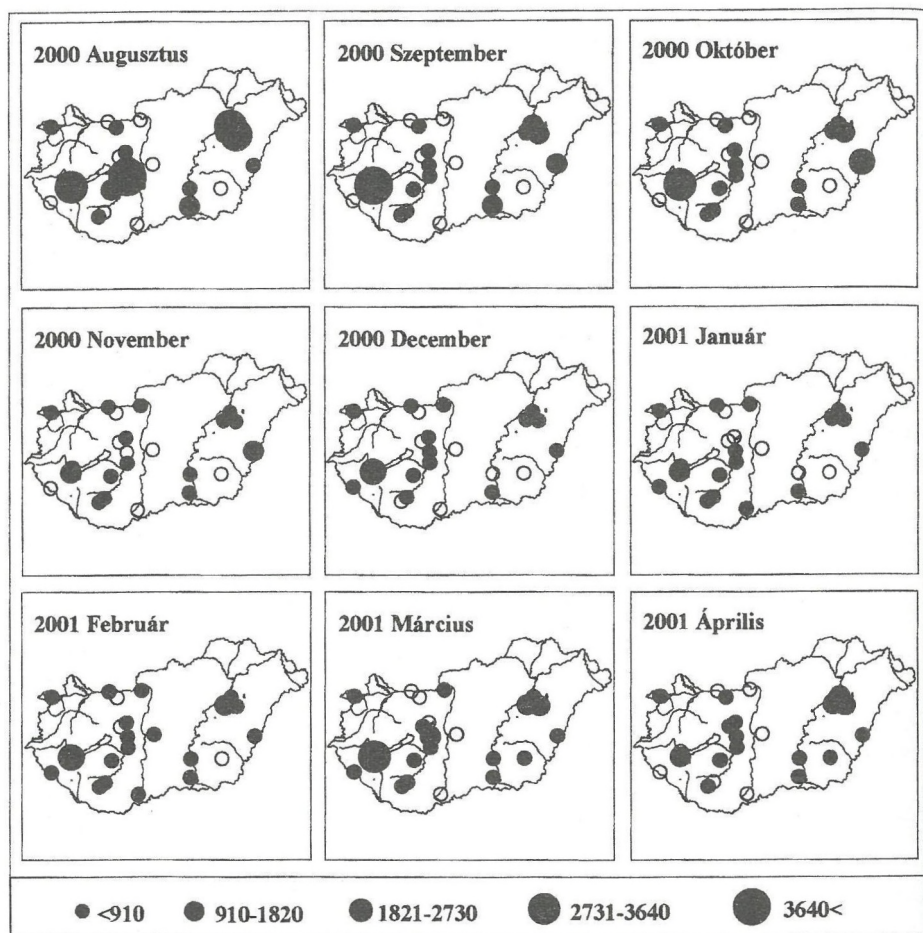 2000 Augusztus
2000 Szeptember
2000 Október
2000 November
2000 December
2001 Január
2001 Február
2001 Március
2001 Április
<910
910-1820
1821-2730
2731-3640
3640<